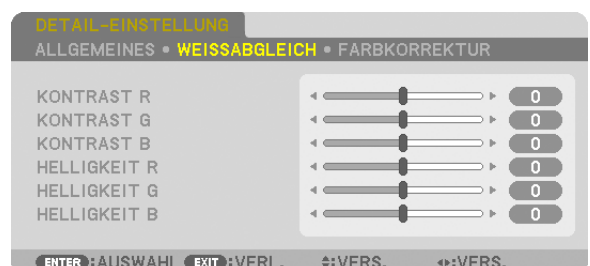 DETAIL-EINSTELLUNG
ALLGEMEINES • WEISSABGLEICH • FARBKORREKTUR
KONTRAST R 0
KONTRAST G 0
KONTRAST B 0
HELLIGKEIT R 0
HELLIGKEIT G 0
HELLIGKEIT B 0
ENTER:AUSWAHL EXIT:VERL. :VERS. :VERS.